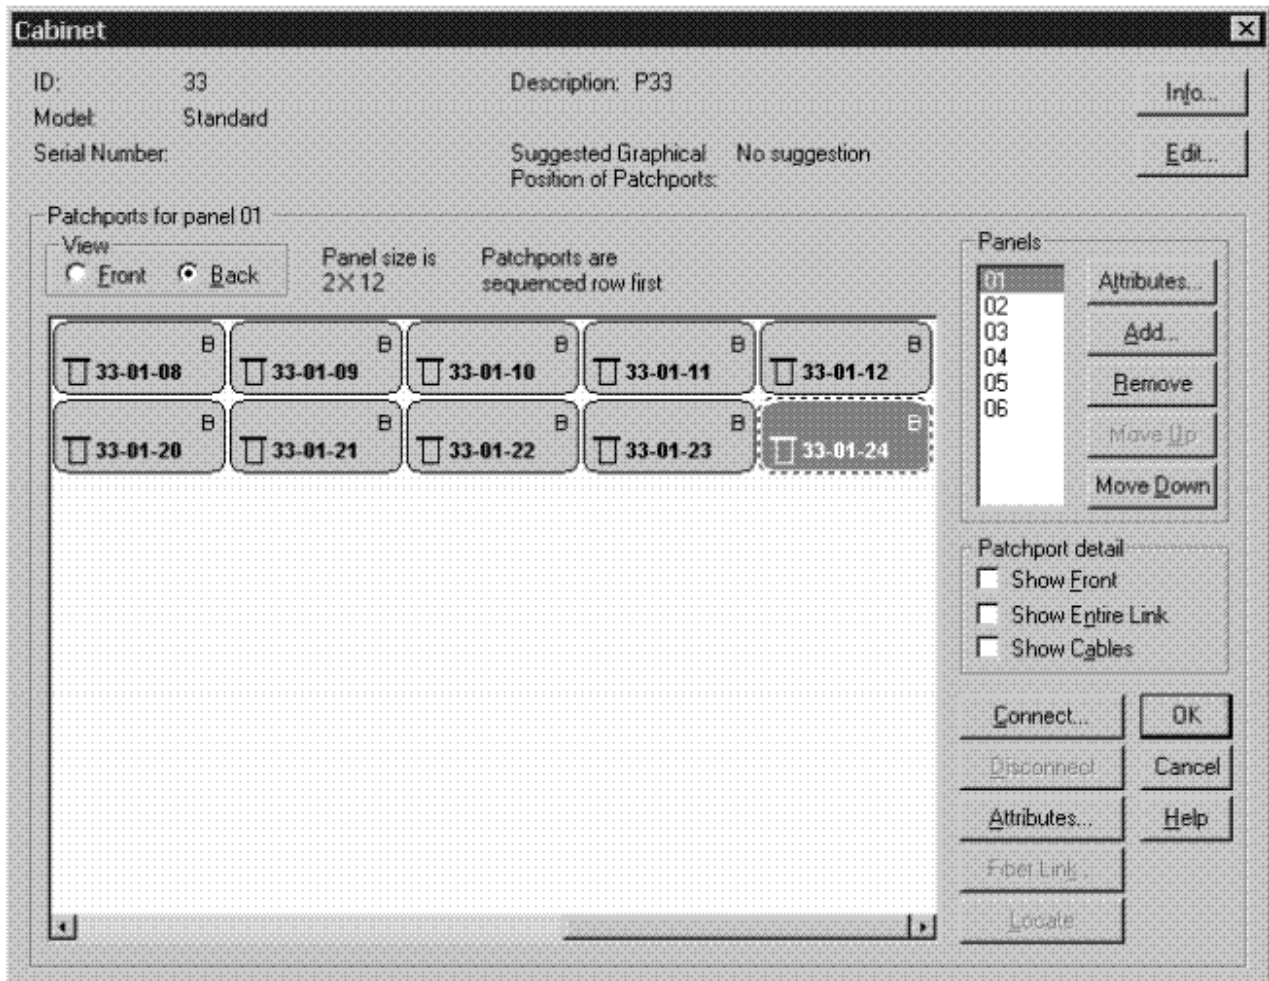 Cabinet
ID: 33 Description: P33
Info...
Model: Standard
Serial Number: Suggested Graphical No suggestion
Position of Patchports:
Edit...
Patchports for panel 01
View
Front Back
Panel size is
2X12
Patchports are
sequenced row first
B B B B B
33-01-08 33-01-09 33-01-10 33-01-11 33-01-12
B B B B B
33-01-20 33-01-21 33-01-22 33-01-23 33-01-24
Panels
01
02
03
04
05
06
Attributes...
Add...
Remove
Move Up
Move Down
Patchport detail
Show Front
Show Entire Link
Show Cables
Connect... OK
Disconnect Cancel
Attributes... Help
Fiber Link...
Locate